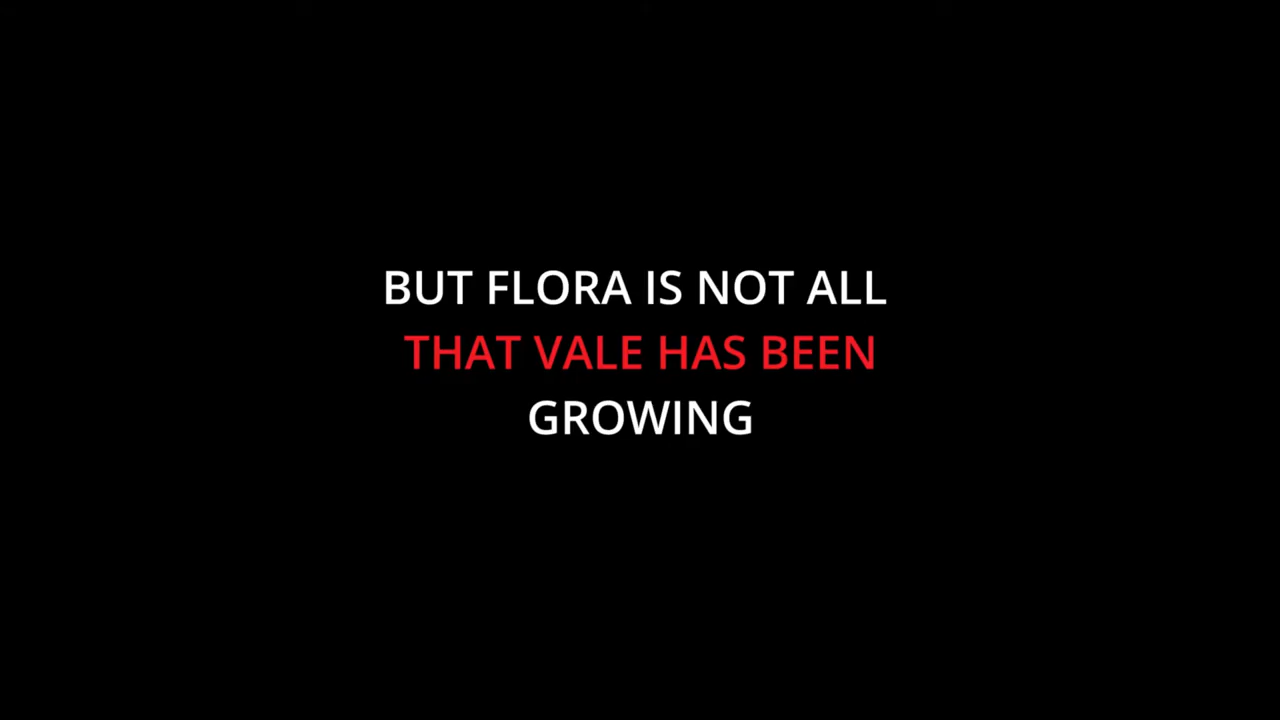 BUT FLORA IS NOT ALL
THAT VALE HAS BEEN
GROWING